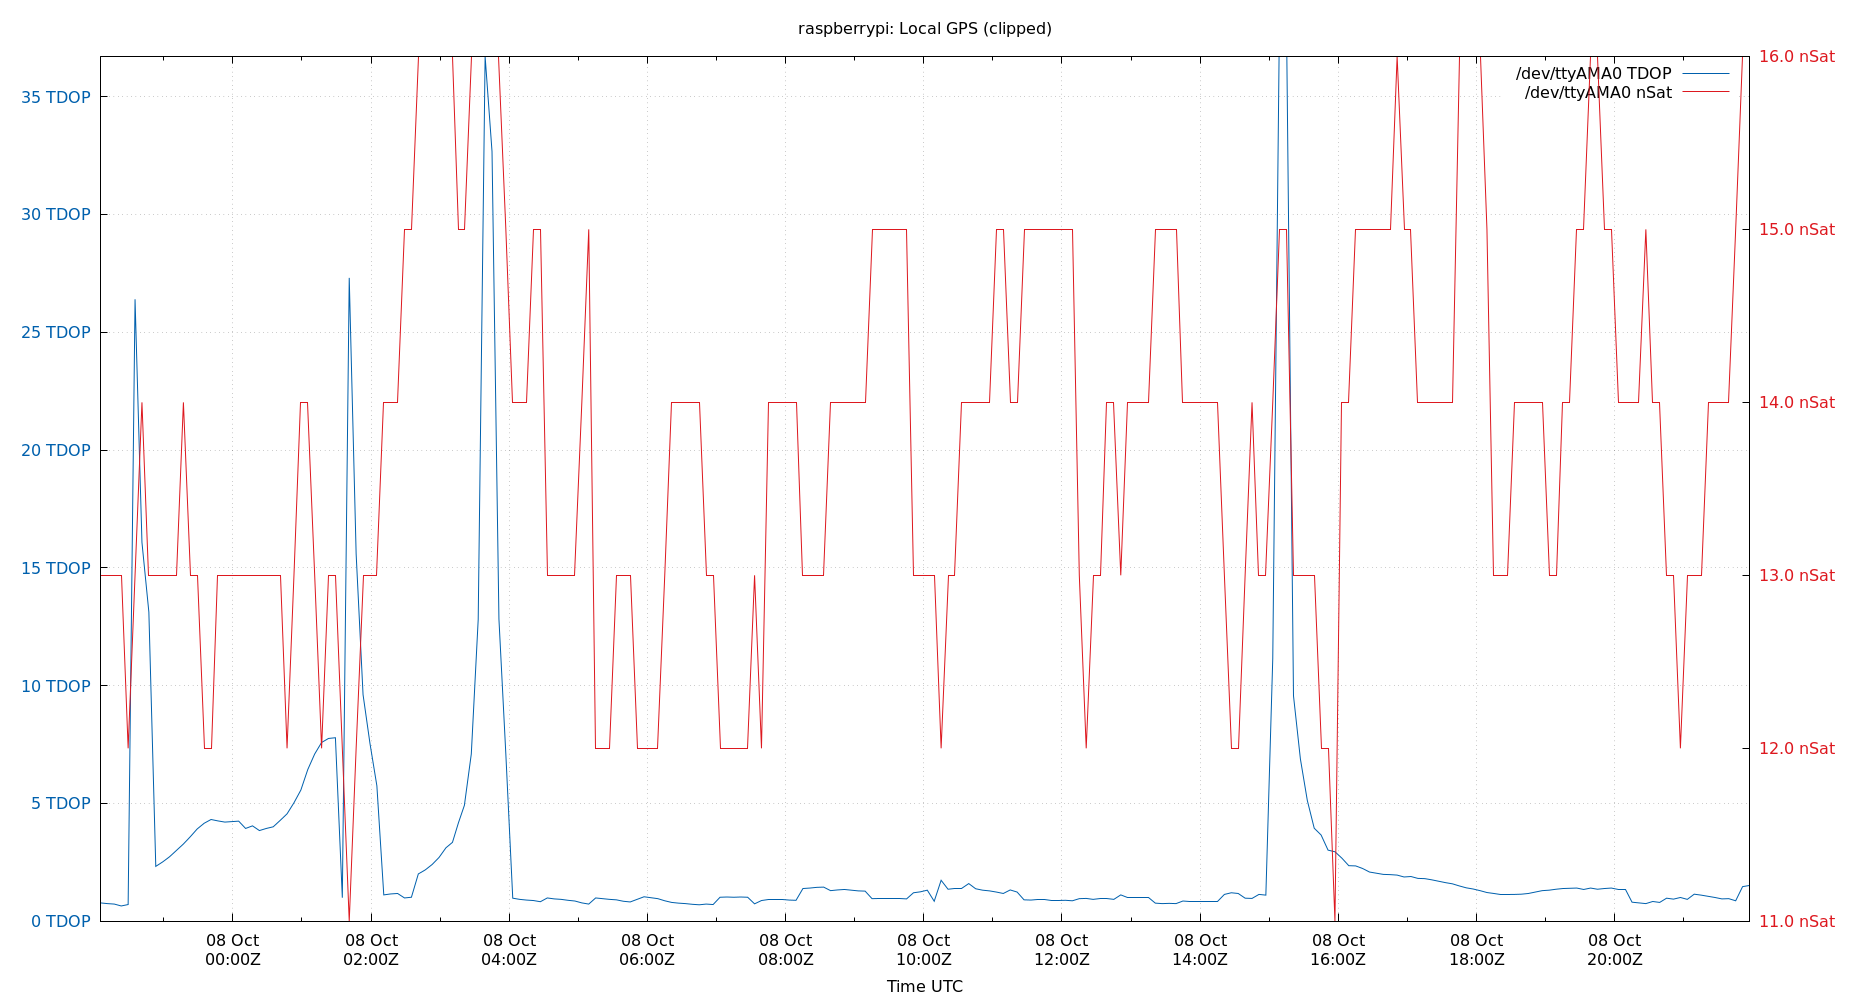 raspberrypi: Local GPS (clipped)
16.0 nSat
/dev/ttyAMA0 TDOP
/dev/ttyAMA0 nSat
35 TDOP
30 TDOP
15.0 nSat
25 TDOP
14.0 nSat
20 TDOP
15 TDOP
13.0 nSat
10 TDOP
12.0 nSat
5 TDOP
0 TDOP
11.0 nSat
08 Oct 08 Oct 08 Oct 08 Oct 08 Oct 08 Oct 08 Oct 08 Oct 08 Oct 08 Oct 08 Oct
00:00Z 02:00Z 04:00Z 06:00Z 08:00Z 10:00Z 12:00Z 14:00Z 16:00Z 18:00Z 20:00Z
Time UTC